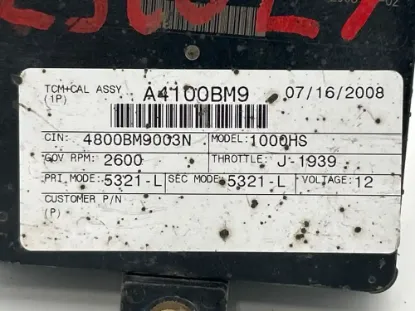 TCM+CAL ASSY A4100BM9 07/16/2008
(1P)
CIN: 4800BM9003N MODEL: 1000HS
GOV RPM: 2600 THROTTLE: J-1939
PRI MODE: 5321-L SEC MODE: 5321-L VOLTAGE: 12
CUSTOMER P/N
(P)